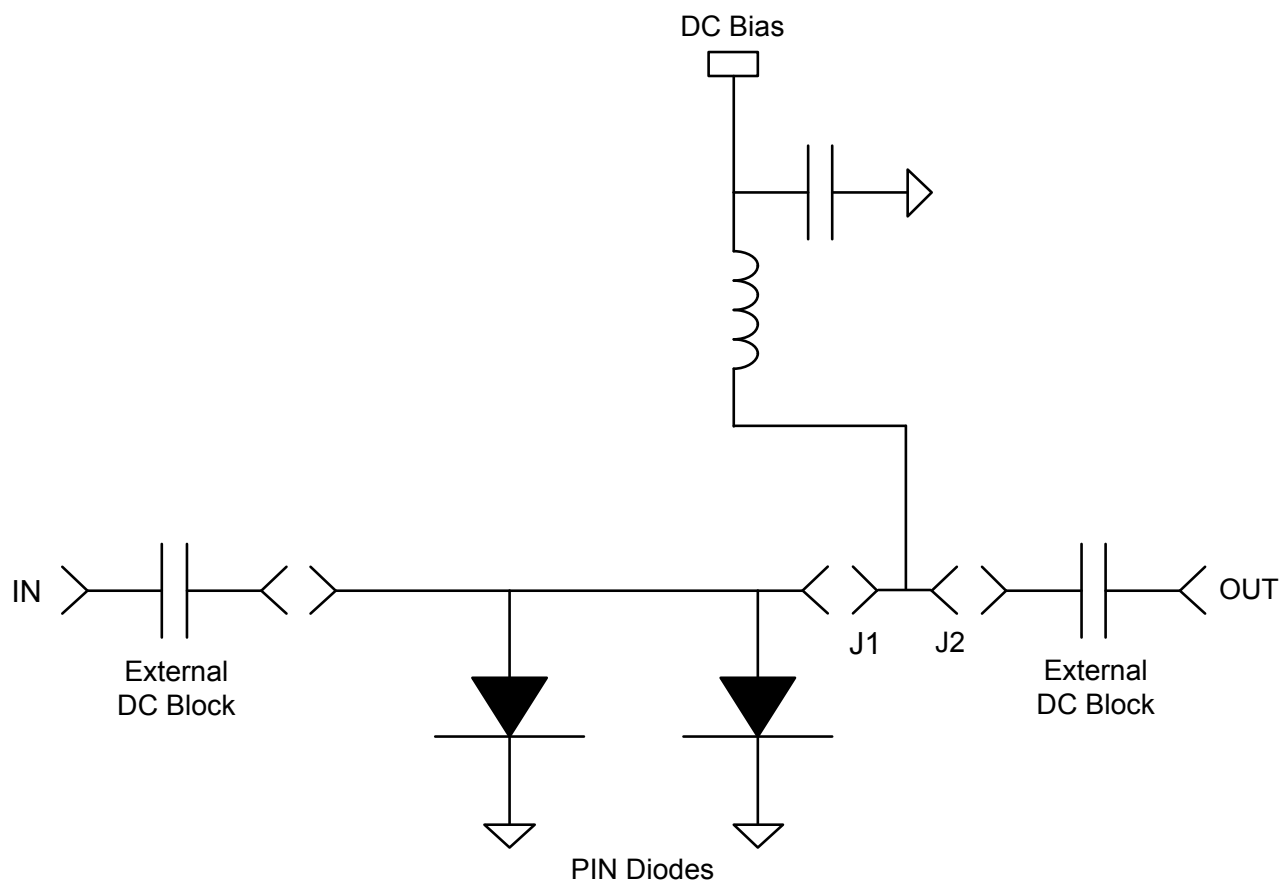 DC Bias
IN
OUT
J1
J2
External
DC Block
External
DC Block
PIN Diodes